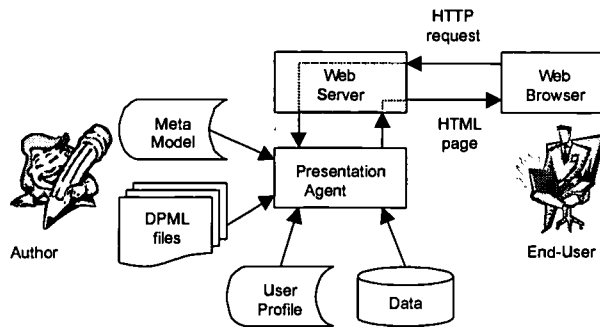 HTTP
request
Web
Server
Web
Browser
HTML
page
Meta
Model
Presentation
Agent
DPML
files
Author
End-User
User
Profile
Data